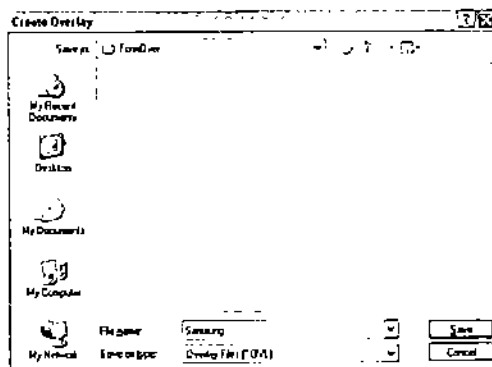 Create Overlay
Save in: FormOver
My Recent
Documents
Desktop
My Documents
My Computer
My Network
File name: Samsung
Save as type: Overlay Files (*.OVL)
Save
Cancel